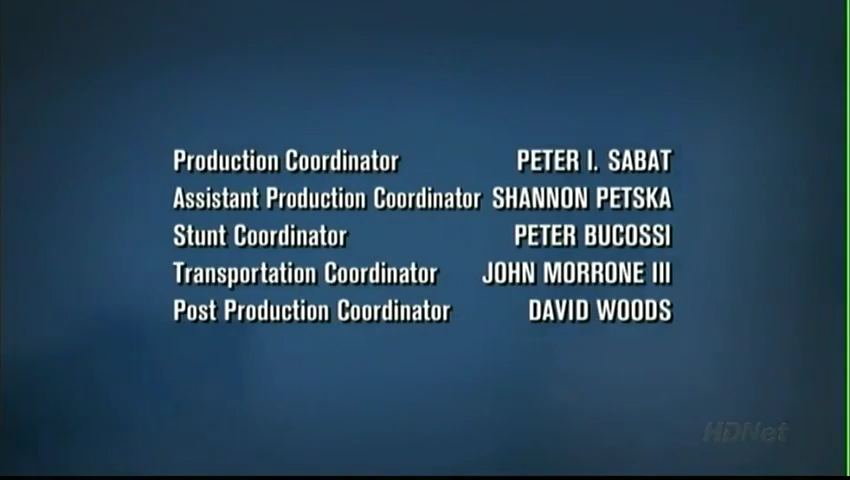 Production Coordinator PETER I. SABAT
Assistant Production Coordinator SHANNON PETSKA
Stunt Coordinator PETER BUCOSSI
Transportation Coordinator JOHN MORRONE III
Post Production Coordinator DAVID WOODS
HDNet